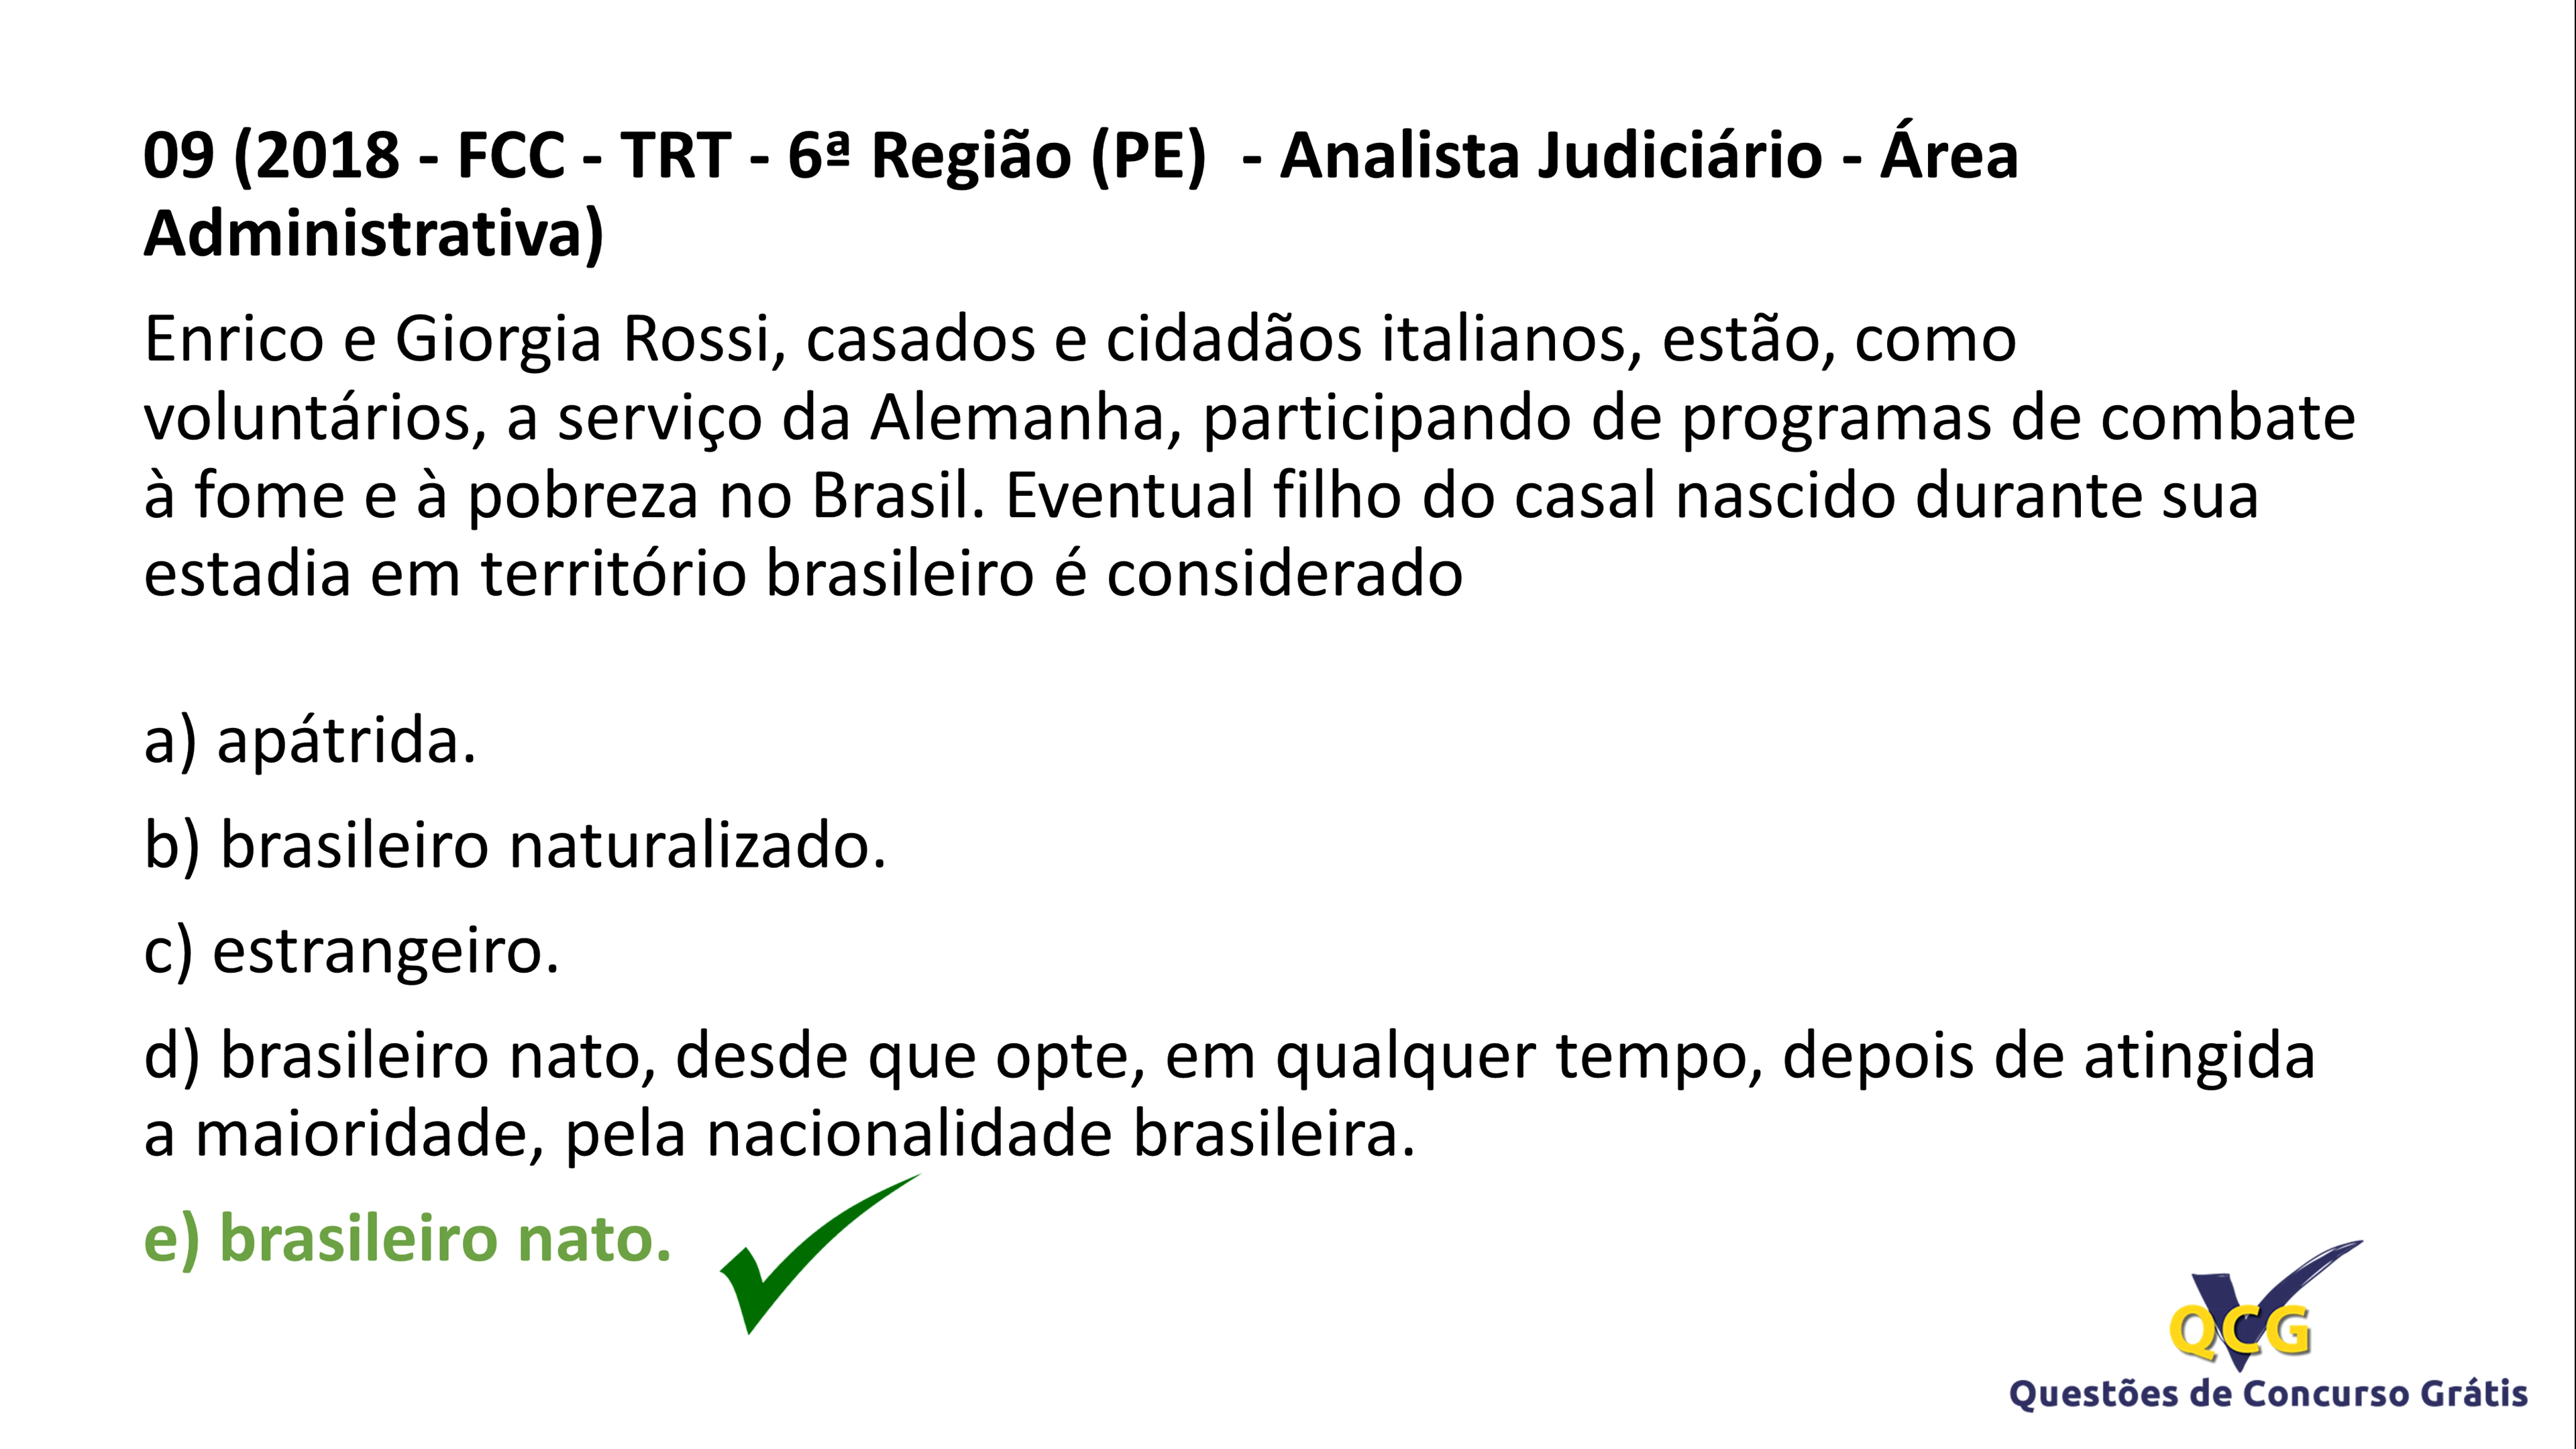 09 (2018 - FCC - TRT - 6ª Região (PE)  - Analista Judiciário - Área
Administrativa)
Enrico e Giorgia Rossi, casados e cidadãos italianos, estão, como
voluntários, a serviço da Alemanha, participando de programas de combate
à fome e à pobreza no Brasil. Eventual filho do casal nascido durante sua
estadia em território brasileiro é considerado
a) apátrida.
b) brasileiro naturalizado.
c) estrangeiro.
d) brasileiro nato, desde que opte, em qualquer tempo, depois de atingida
a maioridade, pela nacionalidade brasileira.
e) brasileiro nato.
QCG
Questões de Concurso Grátis